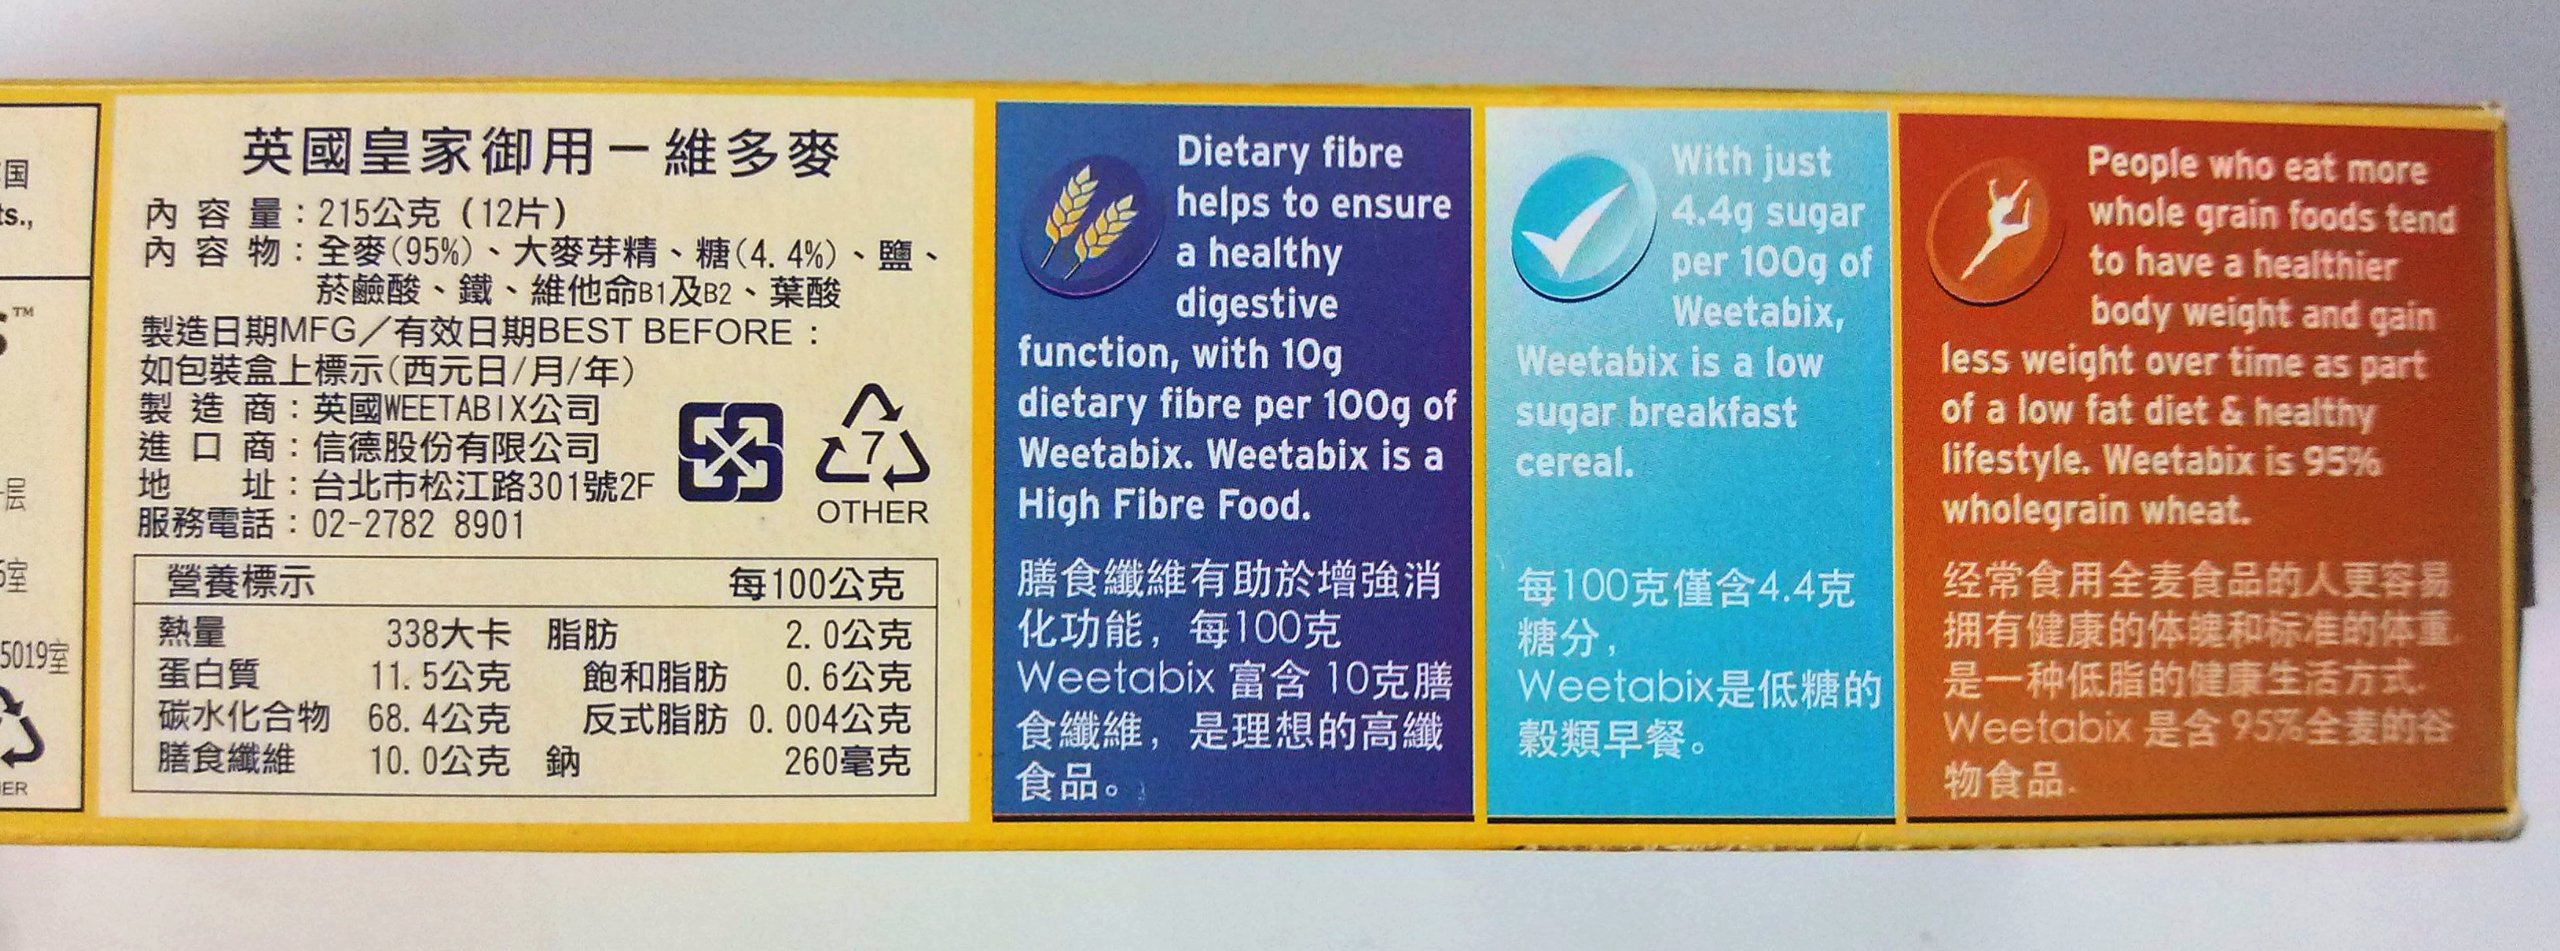 国
ts.,
S™
层
5室
5019室
ER
英國皇家御用－維多麥
內容量：215公克（12片）
內容物：全麥(95%)、大麥芽精、糖(4.4%)、鹽、
菸鹼酸、鐵、維他命B1及B2、葉酸
製造日期MFG／有效日期BEST BEFORE：
如包裝盒上標示(西元日/月/年)
製造商：英國WEETABIX公司
進口商：信德股份有限公司
地址：台北市松江路301號2F
服務電話：02-2782 8901
7
OTHER
營養標示 每100公克
熱量 338大卡 脂肪 2.0公克
蛋白質 11.5公克 飽和脂肪 0.6公克
碳水化合物 68.4公克 反式脂肪 0.004公克
膳食纖維 10.0公克 鈉 260毫克
Dietary fibre
helps to ensure
a healthy
digestive
function, with 10g
dietary fibre per 100g of
Weetabix. Weetabix is a
High Fibre Food.
膳食纖維有助於增強消
化功能，每100克
Weetabix 富含 10克膳
食纖維，是理想的高纖
食品。
With just
4.4g sugar
per 100g of
Weetabix,
Weetabix is a low
sugar breakfast
cereal.
每100克僅含4.4克
糖分，
Weetabix是低糖的
穀類早餐。
People who eat more
whole grain foods tend
to have a healthier
body weight and gain
less weight over time as part
of a low fat diet & healthy
lifestyle. Weetabix is 95%
wholegrain wheat.
经常食用全麦食品的人更容易
拥有健康的体魄和标准的体重,
是一种低脂的健康生活方式.
Weetabix 是含 95%全麦的谷
物食品.